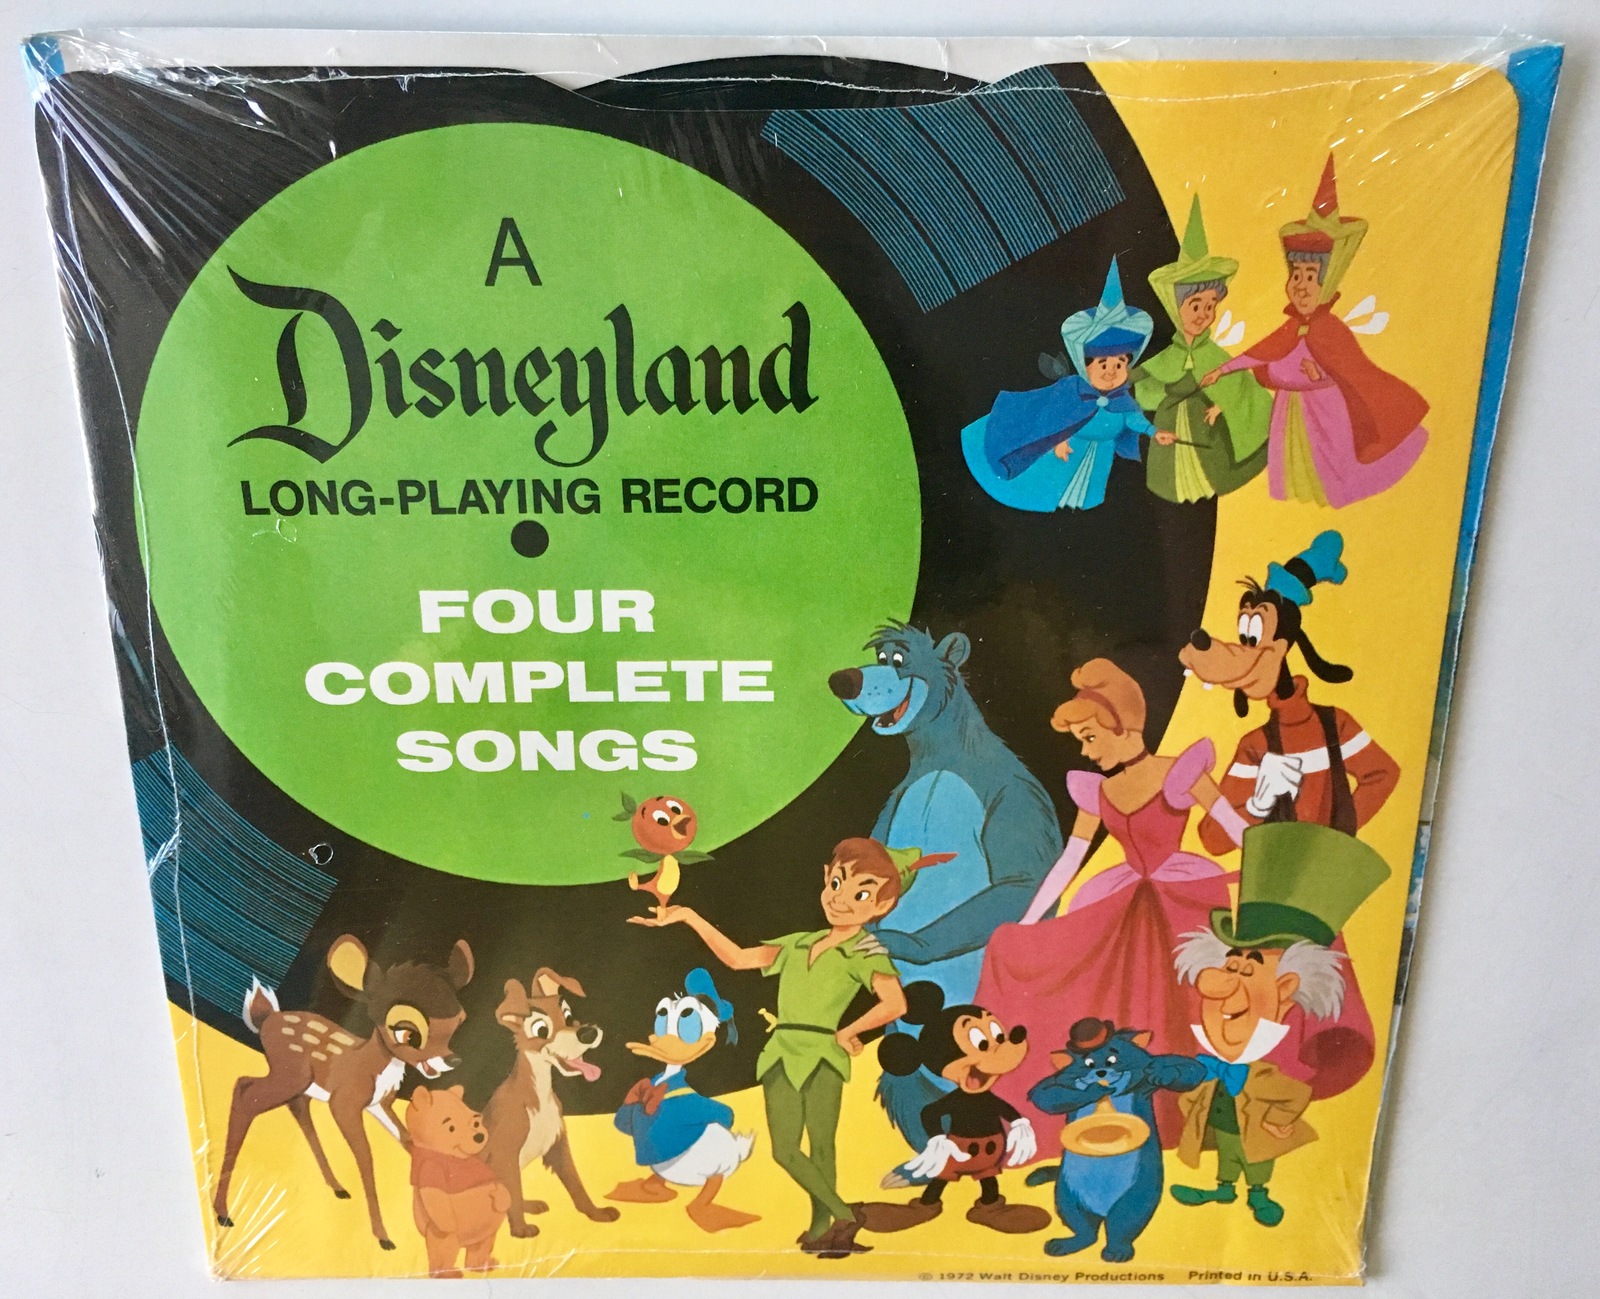 A
Disneyland
LONG-PLAYING RECORD
FOUR
COMPLETE
SONGS
© 1972 Walt Disney Productions Printed in U.S.A.